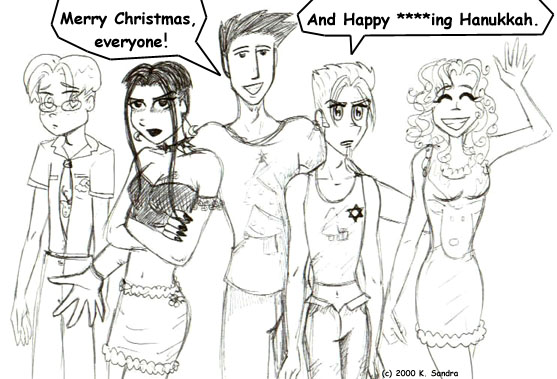 Merry Christmas,
everyone!
And Happy ****ing Hanukkah.
(c) 2000 K. Sandra